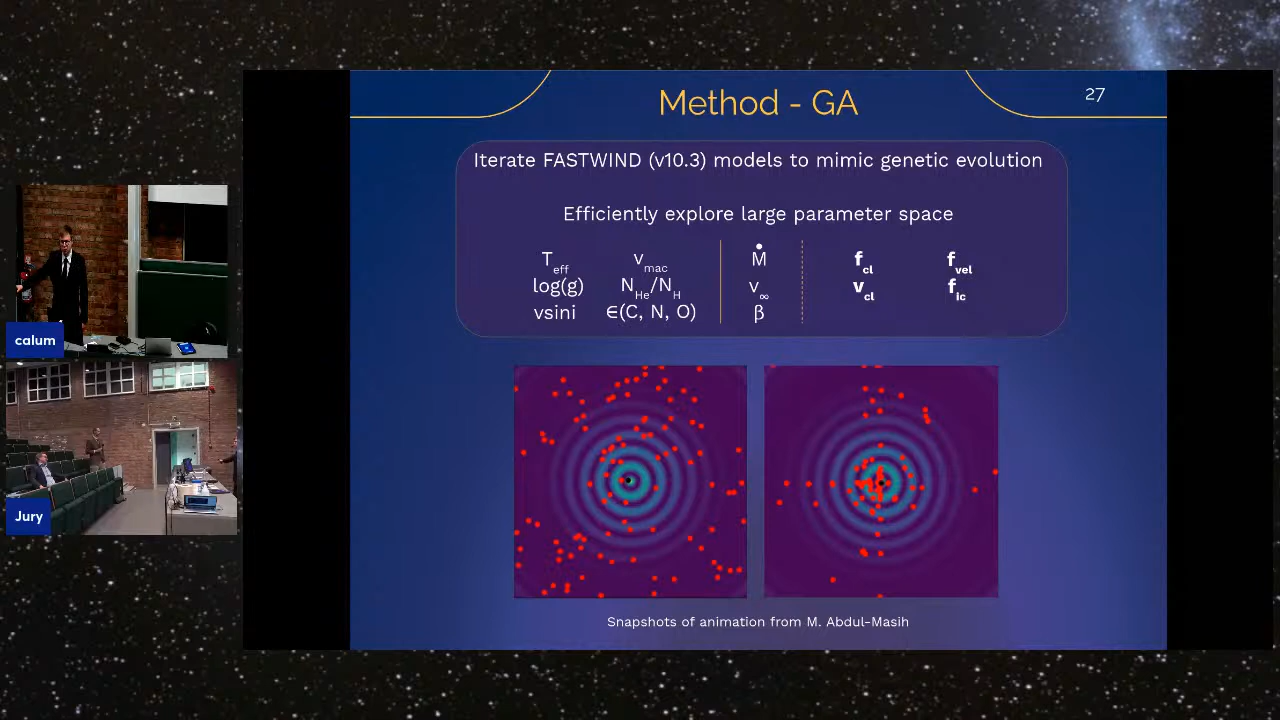 Method - GA
27
Iterate FASTWIND (v10.3) models to mimic genetic evolution
Efficiently explore large parameter space
T_eff v_mac Ṁ f_cl f_vel
log(g) N_He/N_H v_∞ v_cl f_ic
vsini ∈(C, N, O) β
calum
Jury
Snapshots of animation from M. Abdul-Masih